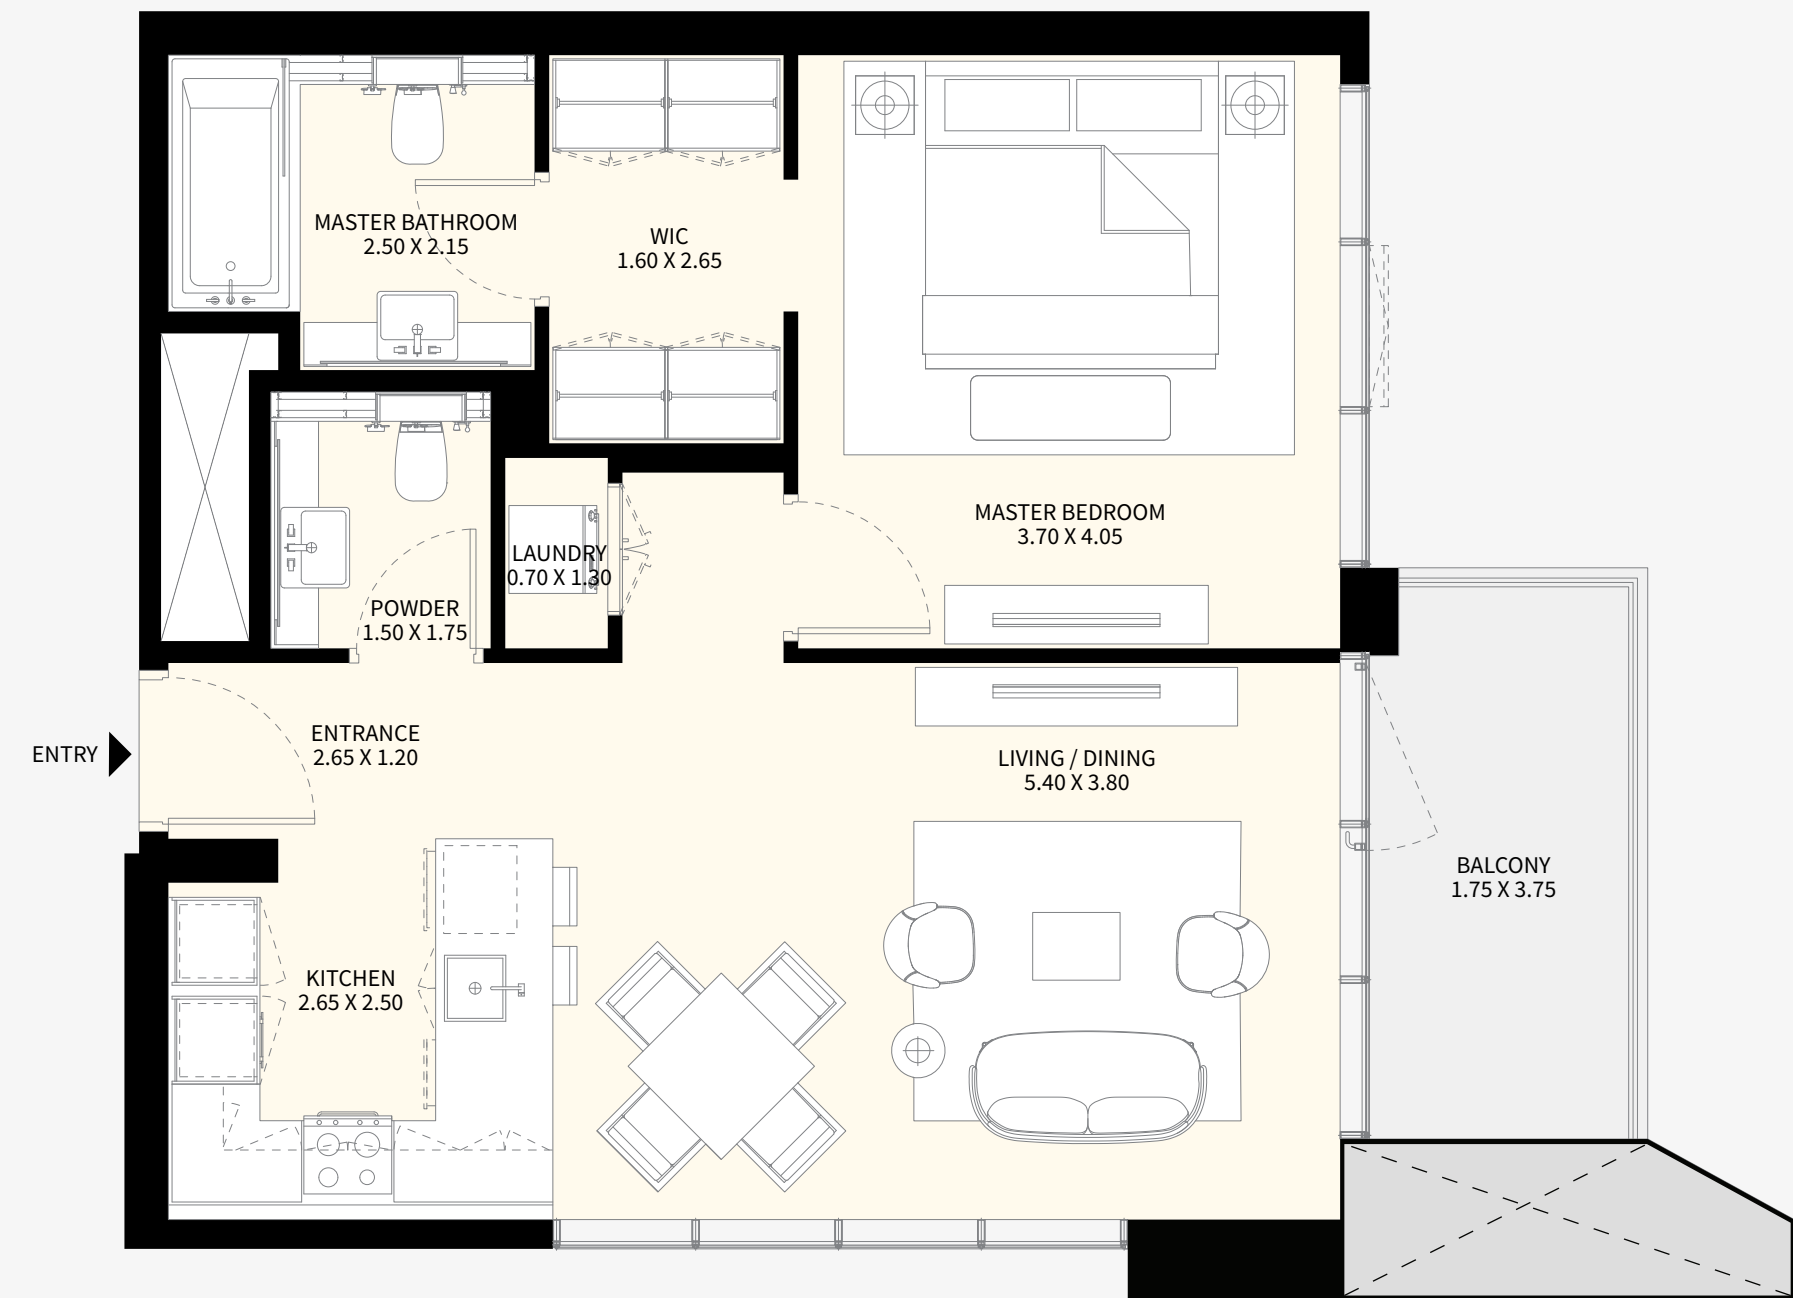 MASTER BATHROOM
2.50 X 2.15
WIC
1.60 X 2.65
MASTER BEDROOM
3.70 X 4.05
LAUNDRY
0.70 X 1.30
POWDER
1.50 X 1.75
ENTRY
ENTRANCE
2.65 X 1.20
LIVING / DINING
5.40 X 3.80
BALCONY
1.75 X 3.75
KITCHEN
2.65 X 2.50